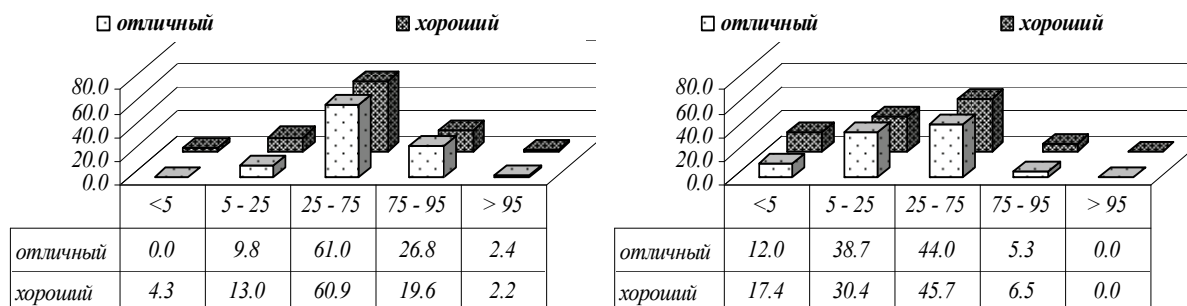 отличный хороший
80.0
60.0
40.0
20.0
0.0
<5 5 - 25 25 - 75 75 - 95 > 95
отличный 0.0 9.8 61.0 26.8 2.4
хороший 4.3 13.0 60.9 19.6 2.2
отличный хороший
80.0
60.0
40.0
20.0
0.0
<5 5 - 25 25 - 75 75 - 95 > 95
отличный 12.0 38.7 44.0 5.3 0.0
хороший 17.4 30.4 45.7 6.5 0.0